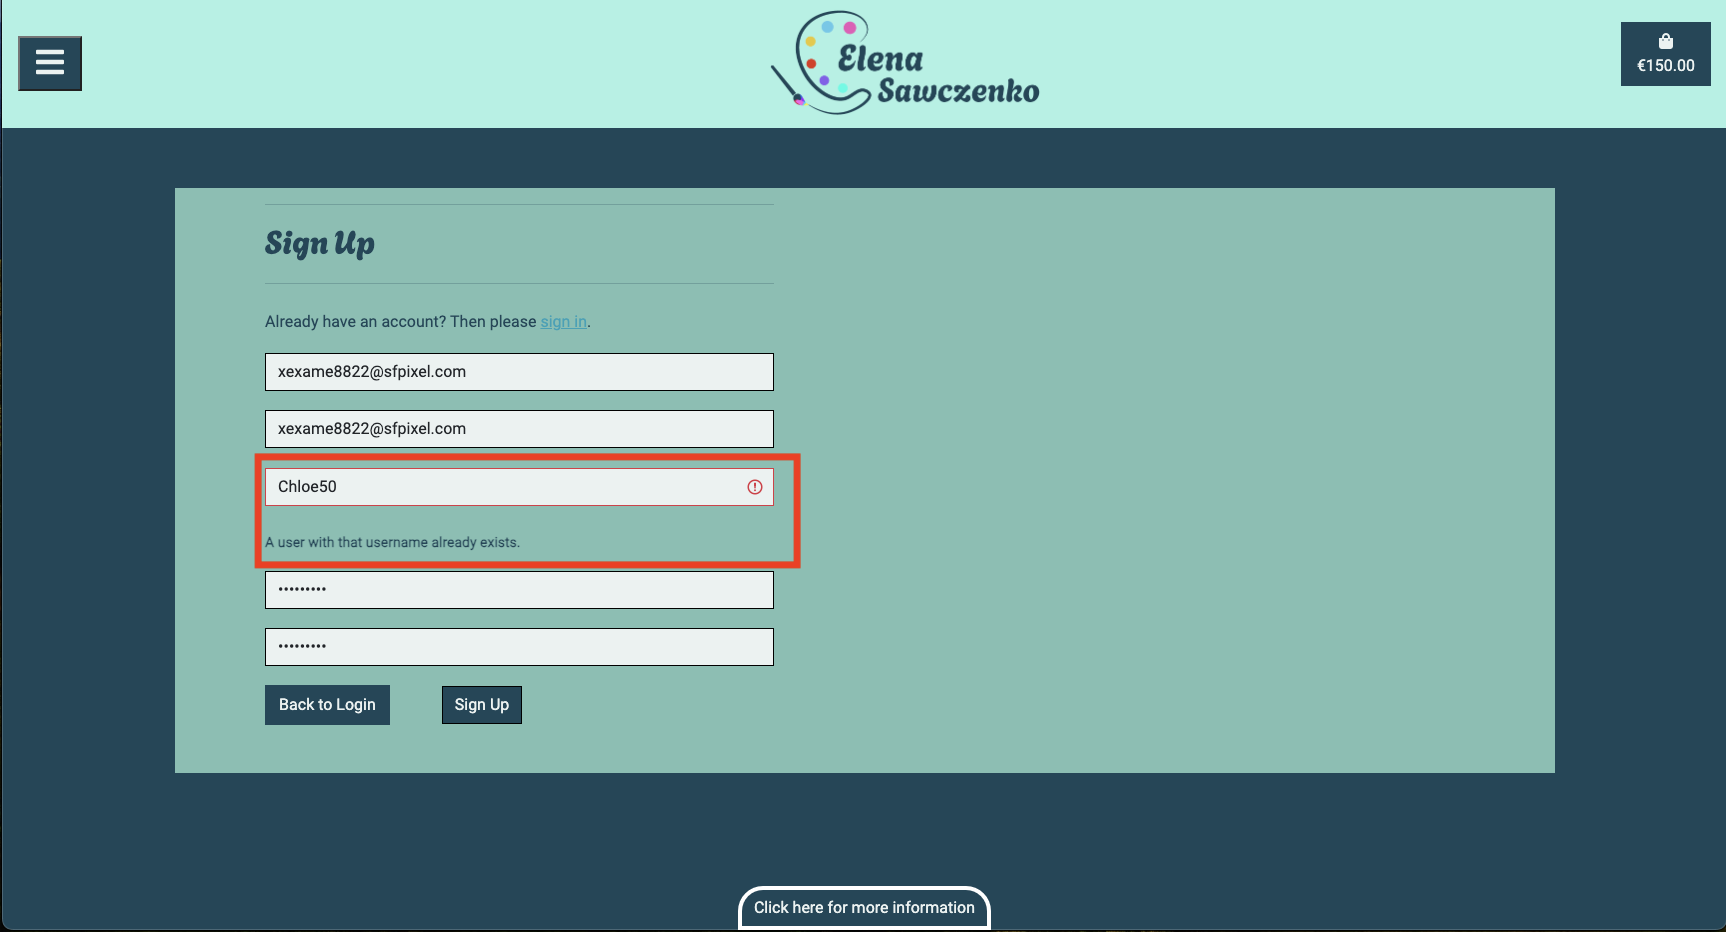 Elena
Sawczenko
€150.00
Sign Up
Already have an account? Then please sign in.
xexame8822@sfpixel.com
xexame8822@sfpixel.com
Chloe50
A user with that username already exists.
•••••••••
•••••••••
Back to Login
Sign Up
Click here for more information